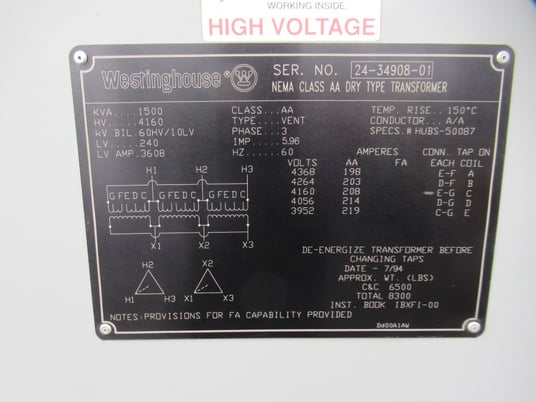 WORKING INSIDE.
HIGH VOLTAGE
Westinghouse W
SER. NO. 24-34908-01
NEMA CLASS AA DRY TYPE TRANSFORMER
KVA....1500
HV.....4160
KV BIL.60HV/10LV
LV.....240
LV AMP.3608
CLASS...AA
TYPE....VENT
PHASE...3
IMP.....5.96
HZ......60
TEMP. RISE.. 150°C
CONDUCTOR... A/A
SPECS.# HUBS-50087
AMPERES CONN. TAP ON
VOLTS AA FA EACH COIL
4368 198 E-F A
4264 203 D-F B
4160 208 E-G C
4056 214 D-G D
3952 219 C-G E
H1 H2 H3
G F E D C G F E D C G F E D C
X1 X2 X3
H2 X2
H1 H3 X1 X3
DE-ENERGIZE TRANSFORMER BEFORE
CHANGING TAPS
DATE - 7/94
APPROX. WT. (LBS)
C&C 6500
TOTAL 8300
INST. BOOK IBXF1-00
NOTES:PROVISIONS FOR FA CAPABILITY PROVIDED